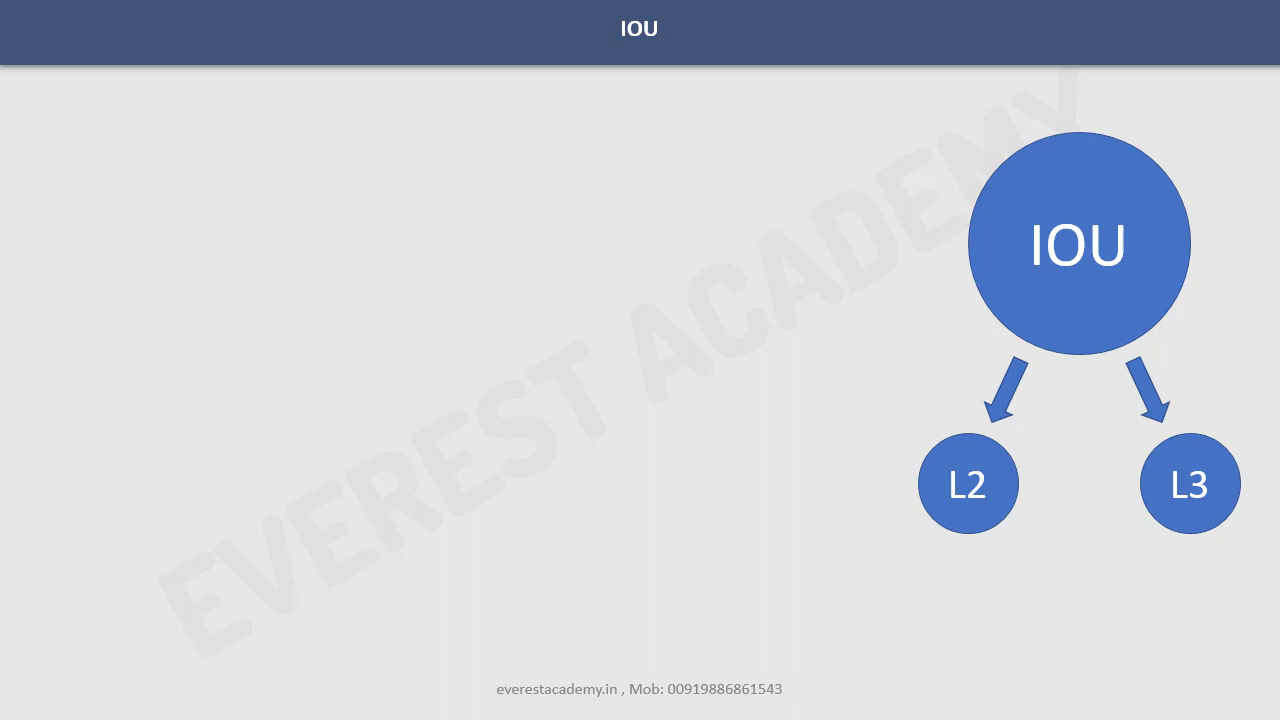 IOU
EVEREST ACADEMY
IOU
L2
L3
everestacademy.in , Mob: 00919886861543